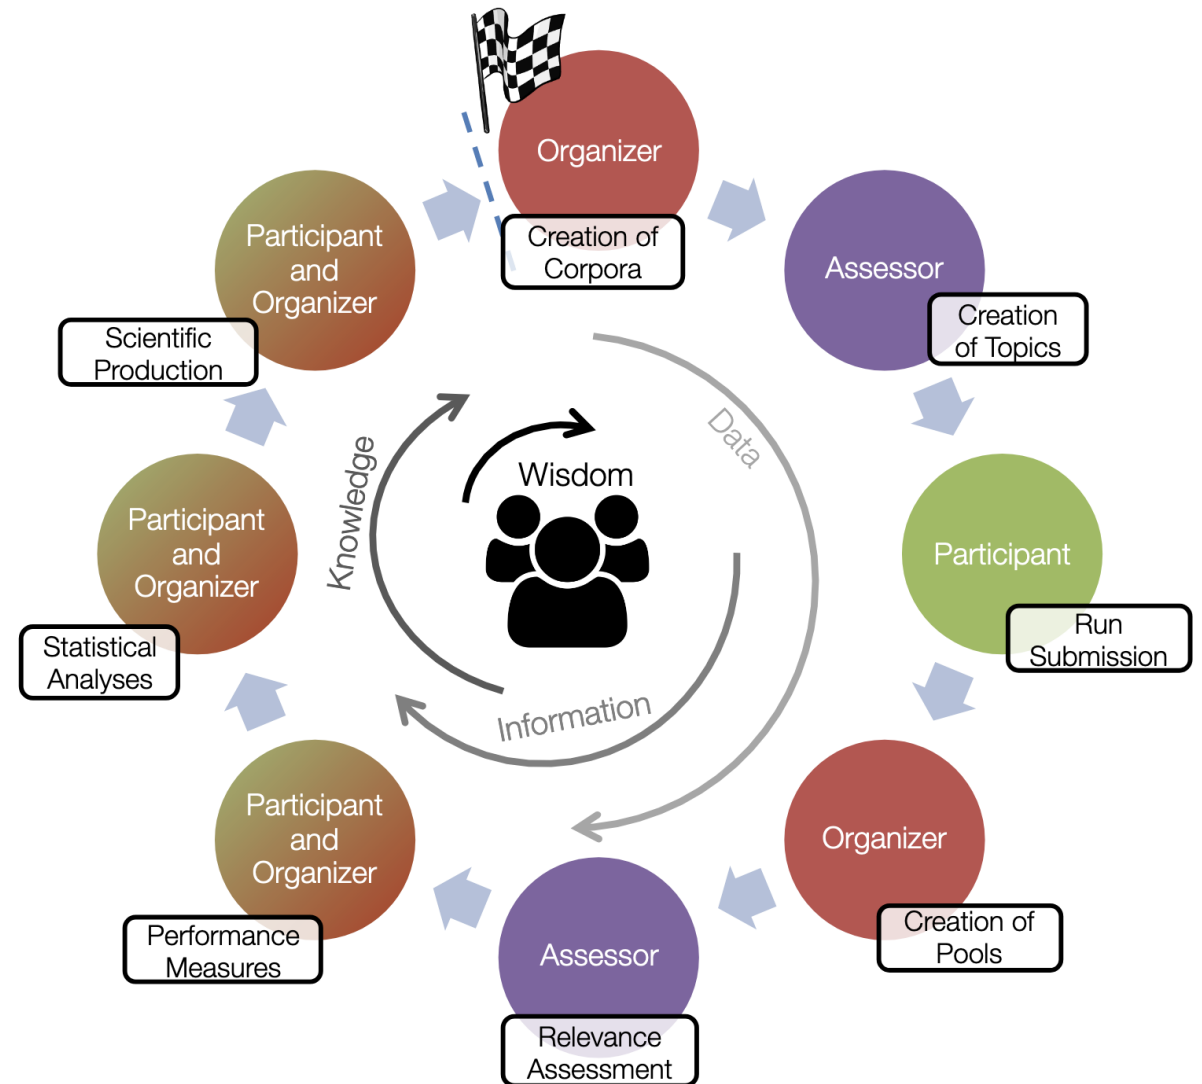 Organizer
Creation of
Corpora
Assessor
Creation
of Topics
Participant
Run
Submission
Organizer
Creation of
Pools
Assessor
Relevance
Assessment
Participant
and
Organizer
Performance
Measures
Participant
and
Organizer
Statistical
Analyses
Participant
and
Organizer
Scientific
Production
Data
Information
Knowledge
Wisdom